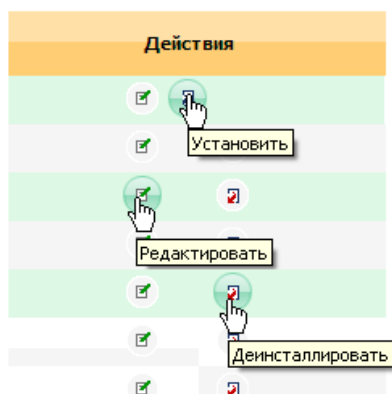 Действия
Установить
Редактировать
Деинсталлировать